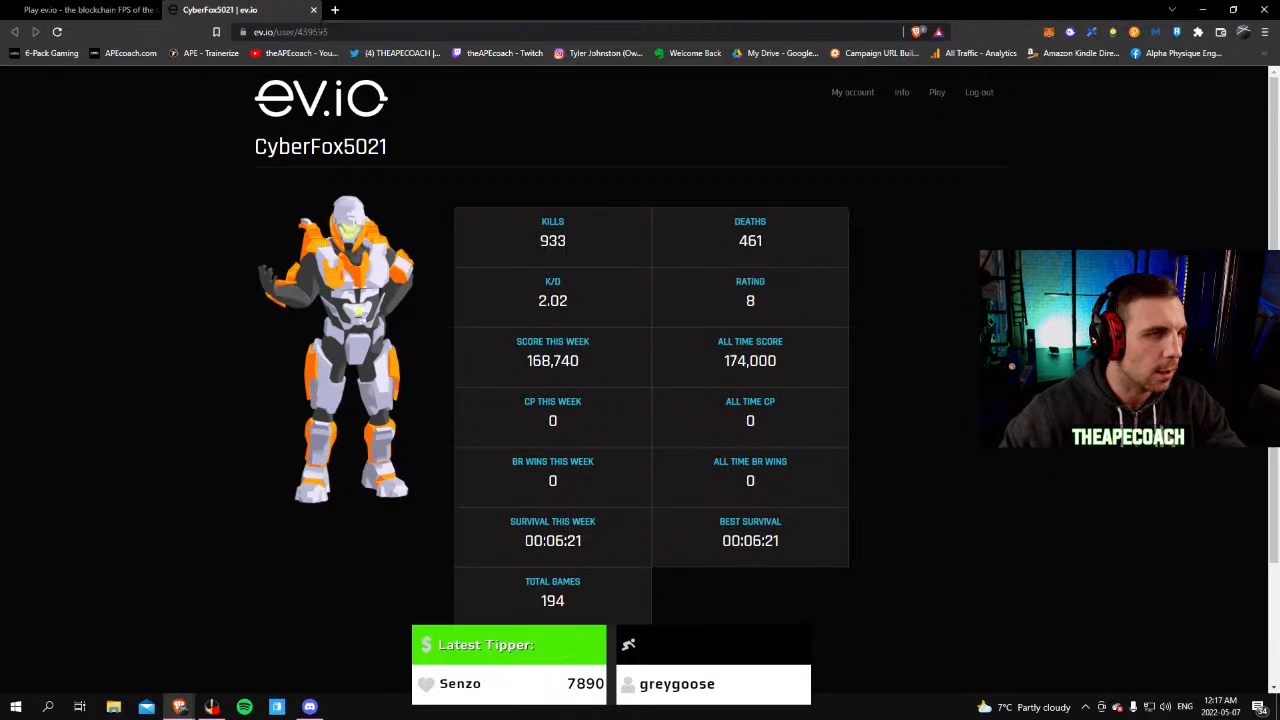 Play ev.io - the blockchain FPS of the s
CyberFox5021 | ev.io
ev.io/user/439595
6-Pack Gaming
APEcoach.com
APE - Trainerize
theAPEcoach - You...
(4) THEAPECOACH |...
theAPEcoach - Twitch
Tyler Johnston (Ow...
Welcome Back
My Drive - Google...
Campaign URL Bui...
All Traffic - Analytics
Amazon Kindle Direc...
Alpha Physique Eng...
ev.io
My account
Info
Play
Log out
CyberFox5021
KILLS
933
DEATHS
461
K/D
2.02
RATING
8
SCORE THIS WEEK
168,740
ALL TIME SCORE
174,000
CP THIS WEEK
0
ALL TIME CP
0
BR WINS THIS WEEK
0
ALL TIME BR WINS
0
SURVIVAL THIS WEEK
00:06:21
BEST SURVIVAL
00:06:21
TOTAL GAMES
194
THEAPECOACH
Latest Tipper:
Senzo 7890
greygoose
7°C Partly cloudy
ENG
12:17 AM
2022-05-07